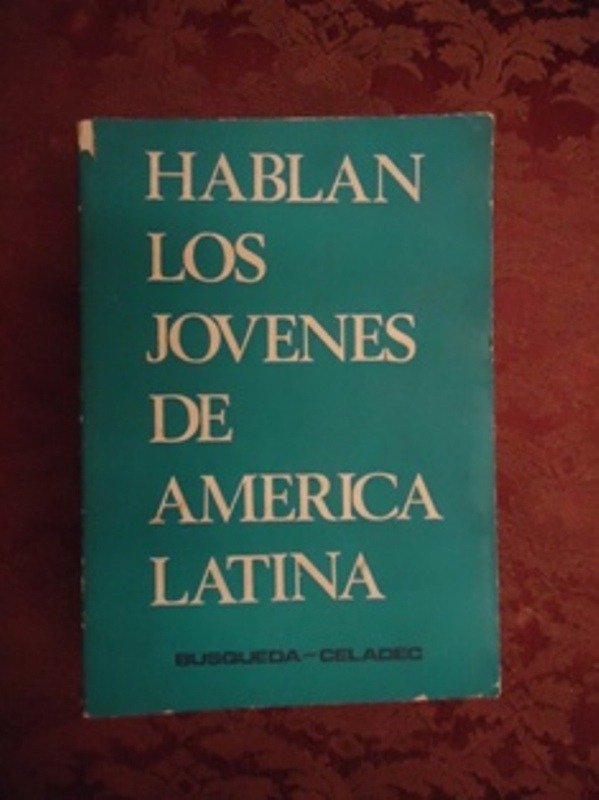 HABLAN
LOS
JOVENES
DE
AMERICA
LATINA
BUSQUEDA-CELADEC